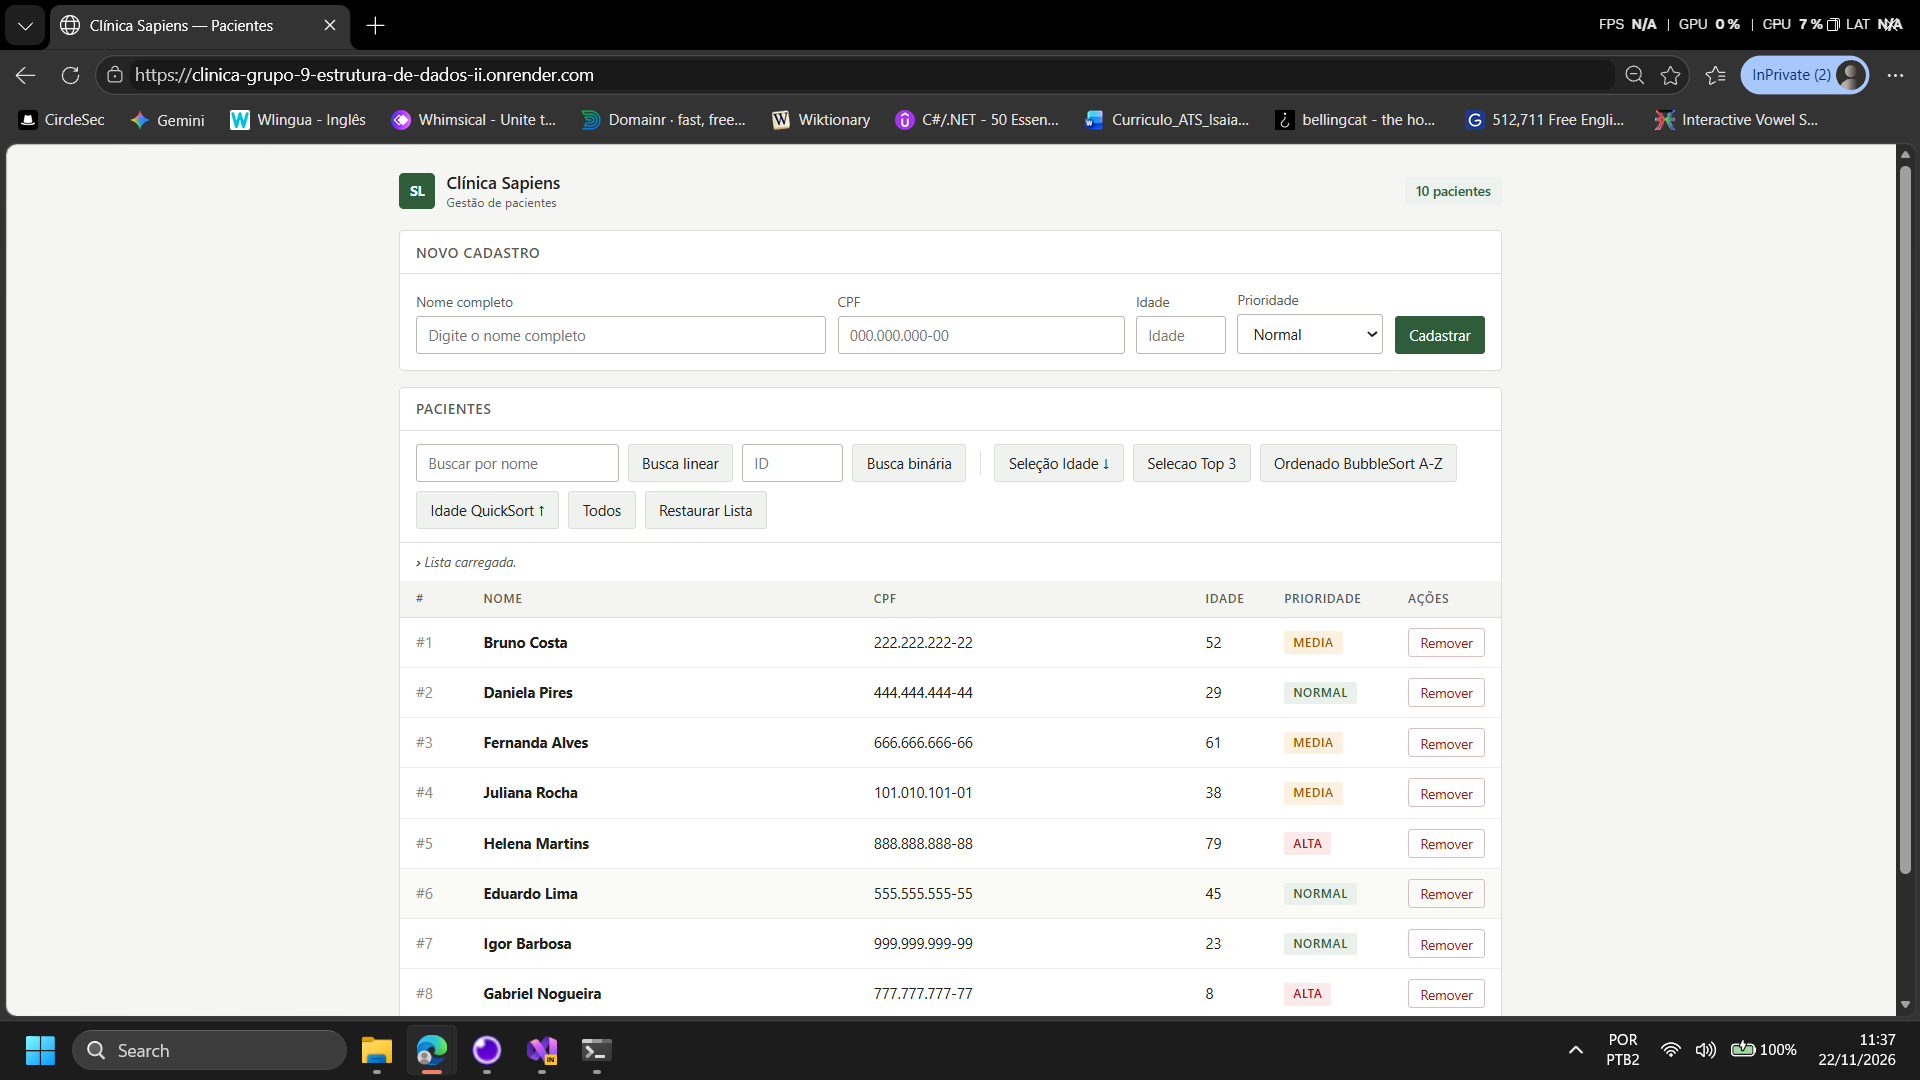 Clínica Sapiens — Pacientes
FPS N/A | GPU 0 % | CPU 7 % LAT N/A
https://clinica-grupo-9-estrutura-de-dados-ii.onrender.com
InPrivate (2)
CircleSec
Gemini
Wlingua - Inglês
Whimsical - Unite t...
Domainr · fast, free...
Wiktionary
C#/.NET - 50 Essen...
Curriculo_ATS_Isaia...
bellingcat - the ho...
512,711 Free Engli...
Interactive Vowel S...
SL
Clínica Sapiens
Gestão de pacientes
10 pacientes
NOVO CADASTRO
Nome completo
CPF
Idade
Prioridade
Digite o nome completo
000.000.000-00
Idade
Normal
Cadastrar
PACIENTES
Buscar por nome
Busca linear
ID
Busca binária
Seleção Idade ↓
Selecao Top 3
Ordenado BubbleSort A-Z
Idade QuickSort ↑
Todos
Restaurar Lista
› Lista carregada.
# NOME CPF IDADE PRIORIDADE AÇÕES
#1 Bruno Costa 222.222.222-22 52 MEDIA Remover
#2 Daniela Pires 444.444.444-44 29 NORMAL Remover
#3 Fernanda Alves 666.666.666-66 61 MEDIA Remover
#4 Juliana Rocha 101.010.101-01 38 MEDIA Remover
#5 Helena Martins 888.888.888-88 79 ALTA Remover
#6 Eduardo Lima 555.555.555-55 45 NORMAL Remover
#7 Igor Barbosa 999.999.999-99 23 NORMAL Remover
#8 Gabriel Nogueira 777.777.777-77 8 ALTA Remover
Search
POR
PTB2
100%
11:37
22/11/2026